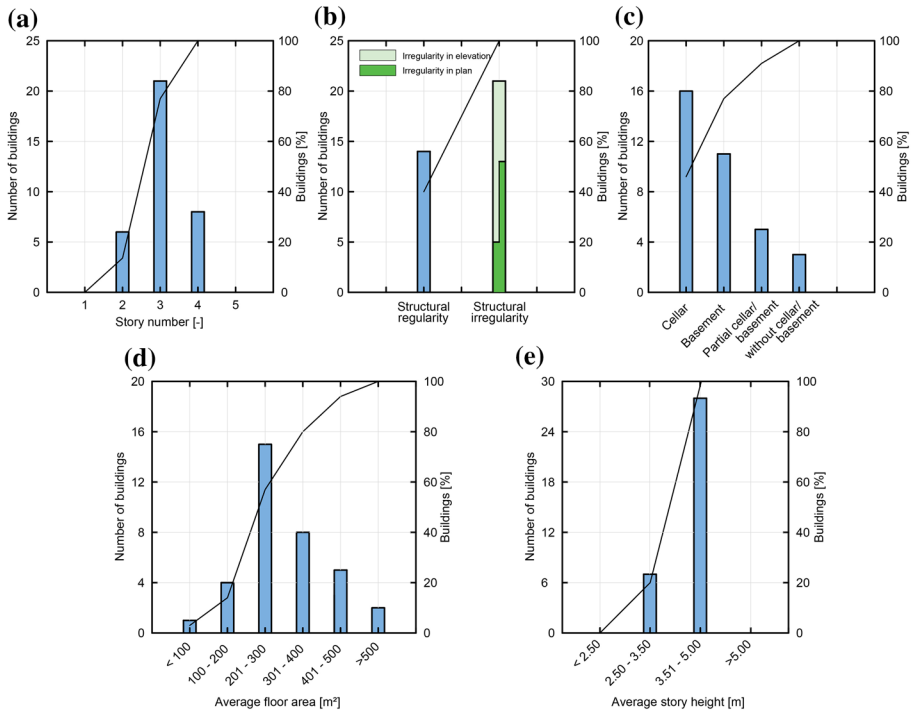 (a)
25
20
15
10
5
0
Number of buildings
100
80
60
40
20
0
Buildings [%]
1 2 3 4 5
Story number [-]
(b)
25
20
15
10
5
0
Number of buildings
Irregularity in elevation
Irregularity in plan
100
80
60
40
20
0
Buildings [%]
Structural
regularity
Structural
irregularity
(c)
20
16
12
8
4
0
Number of buildings
100
80
60
40
20
0
Buildings [%]
Cellar
Basement
Partial cellar/
basement
without cellar/
basement
(d)
20
16
12
8
4
0
Number of buildings
100
80
60
40
20
0
Buildings [%]
< 100
100 - 200
201 - 300
301 - 400
401 - 500
>500
Average floor area [m²]
(e)
30
24
18
12
6
0
Number of buildings
100
80
60
40
20
0
Buildings [%]
< 2.50
2.50 - 3.50
3.51 - 5.00
>5.00
Average story height [m]